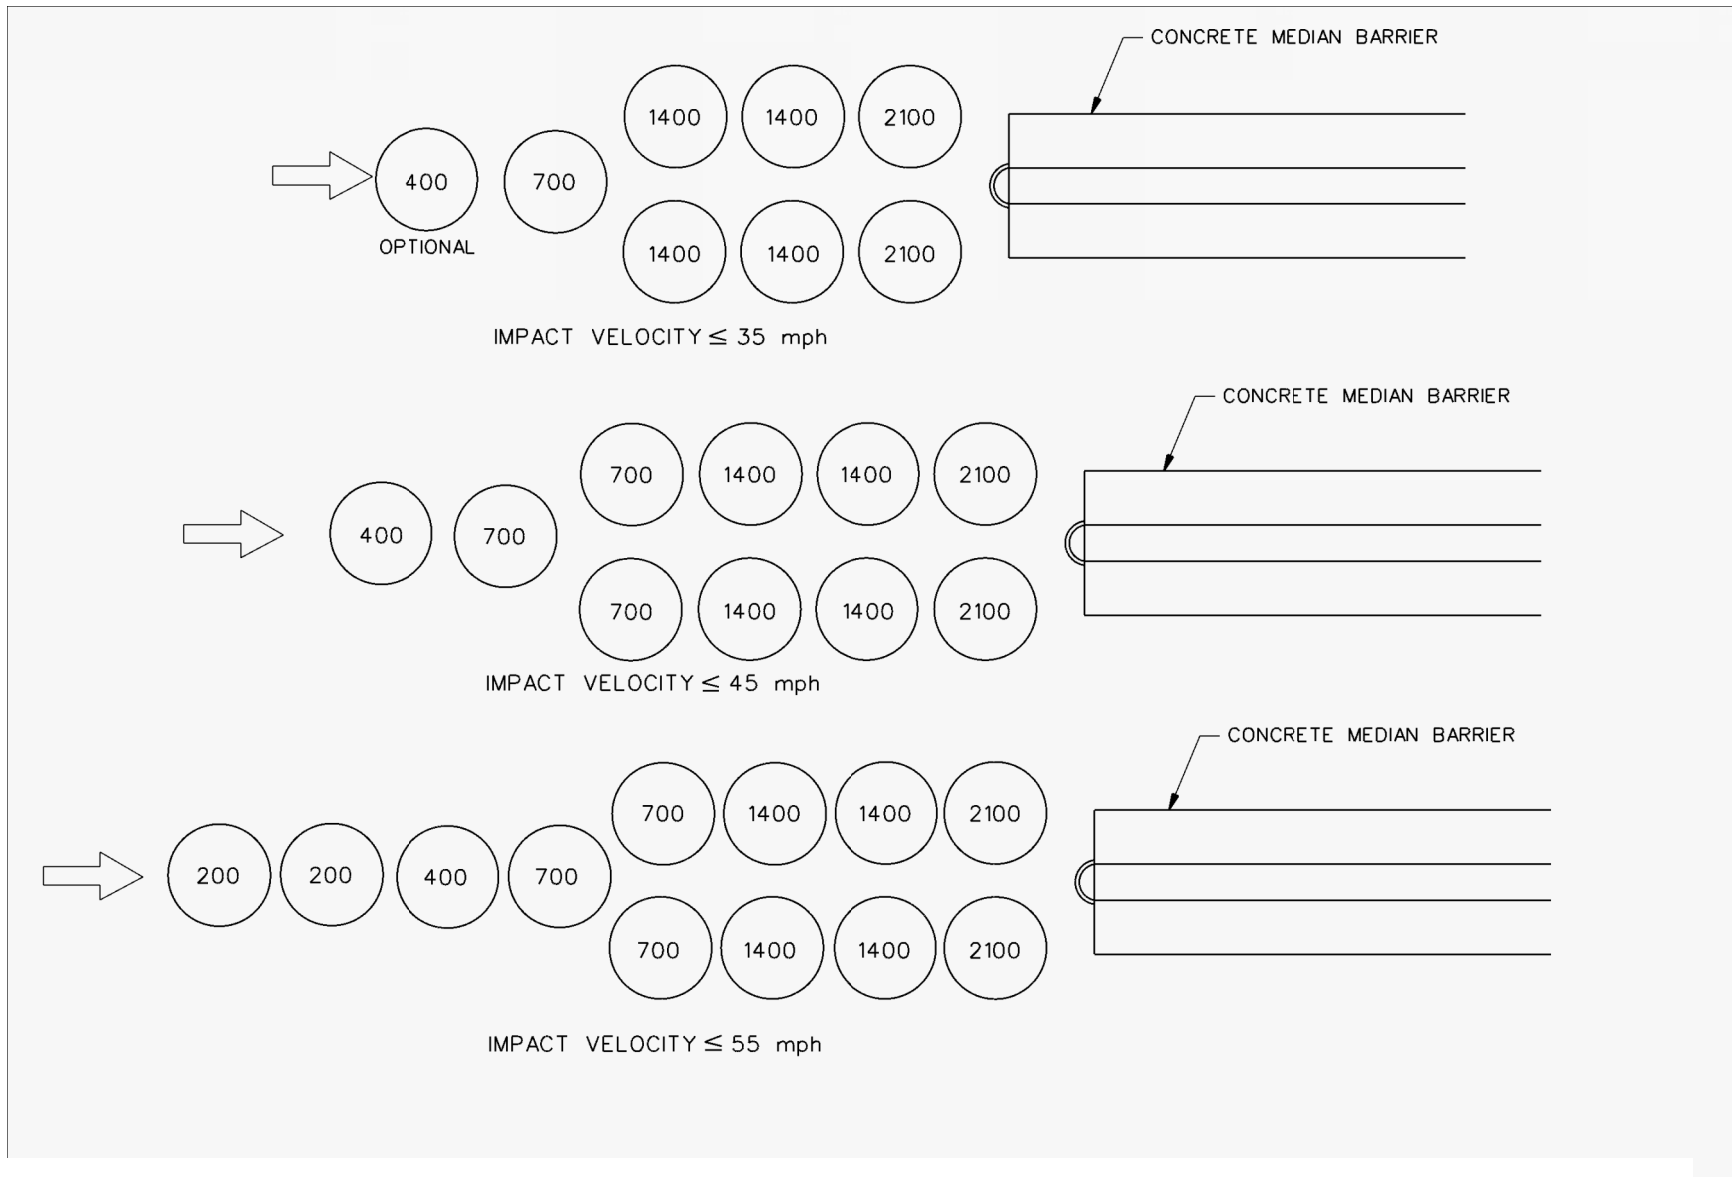 CONCRETE MEDIAN BARRIER
1400 1400 2100
400 700
OPTIONAL
1400 1400 2100
IMPACT VELOCITY ≤ 35 mph
CONCRETE MEDIAN BARRIER
700 1400 1400 2100
400 700
700 1400 1400 2100
IMPACT VELOCITY ≤ 45 mph
CONCRETE MEDIAN BARRIER
700 1400 1400 2100
200 200 400 700
700 1400 1400 2100
IMPACT VELOCITY ≤ 55 mph